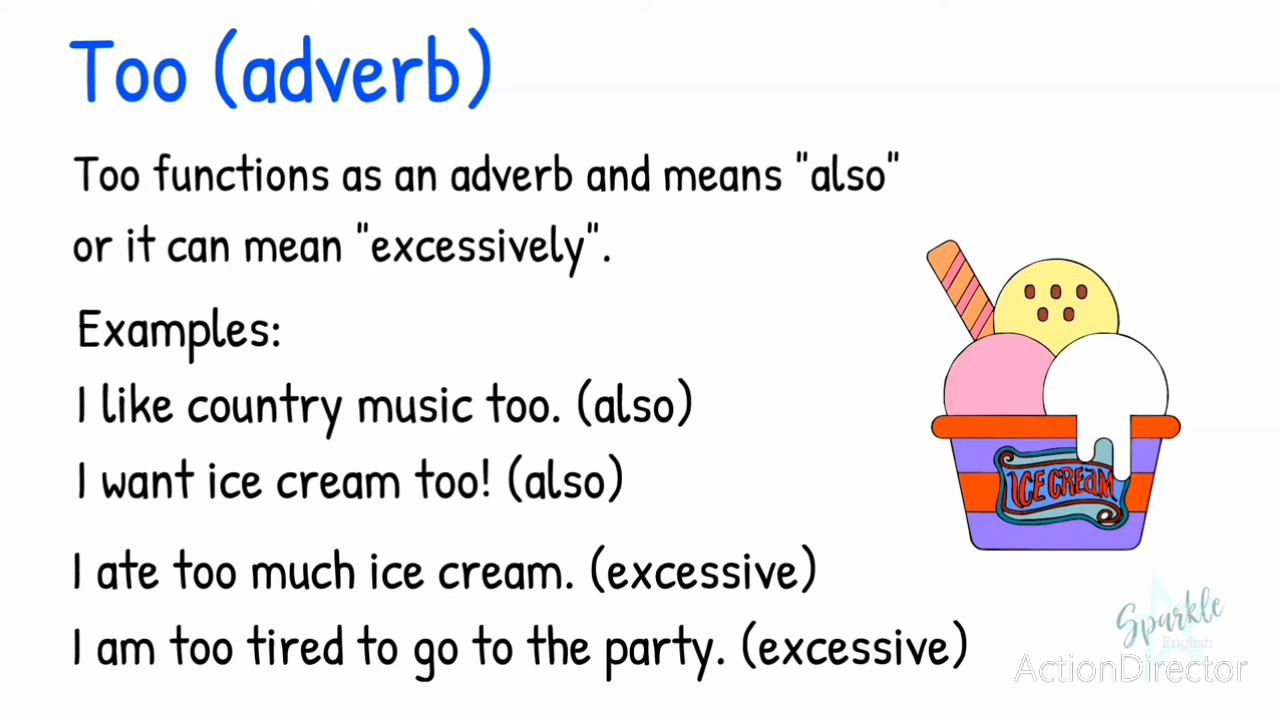 Too (adverb)
Too functions as an adverb and means "also"
or it can mean "excessively".
Examples:
I like country music too. (also)
I want ice cream too! (also)
I ate too much ice cream. (excessive)
I am too tired to go to the party. (excessive)
ICE CREAM
Sparkle
English
ActionDirector